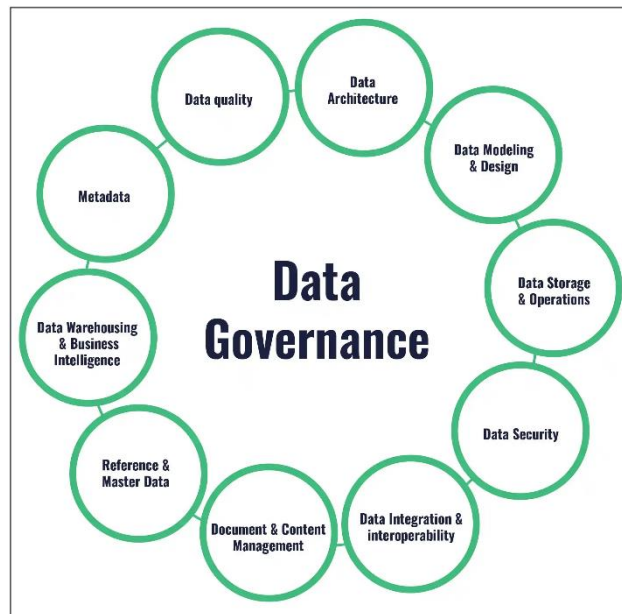 Data
Governance
Data
Architecture
Data Modeling
& Design
Data Storage
& Operations
Data Security
Data Integration &
interoperability
Document & Content
Management
Reference &
Master Data
Data Warehousing
& Business
Intelligence
Metadata
Data quality